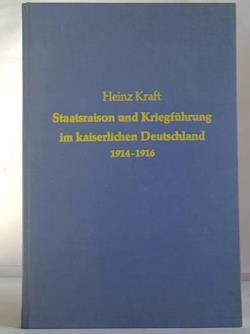 Heinz Kraft
Staatsraison und Kriegführung
im kaiserlichen Deutschland
1914-1916